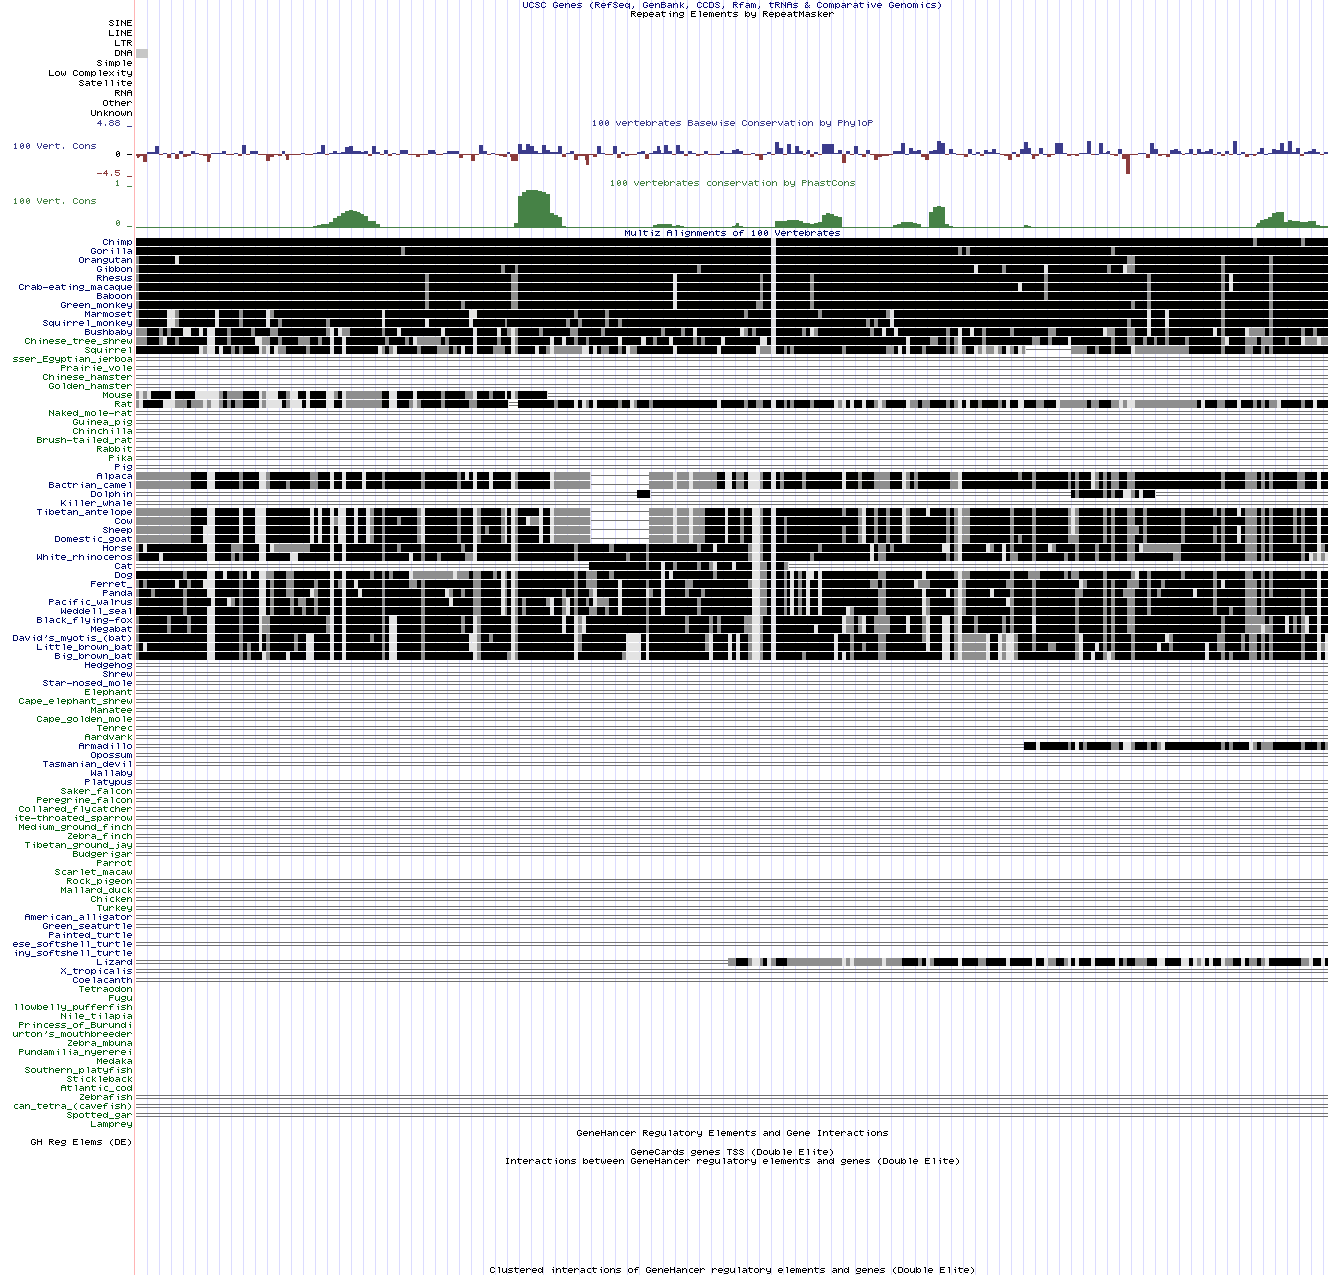 UCSC Genes (RefSeq, GenBank, CCDS, Rfam, tRNAs & Comparative Genomics)
Repeating Elements by RepeatMasker
SINE
LINE
LTR
DNA
Simple
Low Complexity
Satellite
RNA
Other
Unknown
4.88 _
100 vertebrates Basewise Conservation by PhyloP
100 Vert. Cons
0 -
-4.5 _
100 vertebrates conservation by PhastCons
1 _
100 Vert. Cons
0 _
Multiz Alignments of 100 Vertebrates
Chimp
Gorilla
Orangutan
Gibbon
Rhesus
Crab-eating_macaque
Baboon
Green_monkey
Marmoset
Squirrel_monkey
Bushbaby
Chinese_tree_shrew
Squirrel
sser_Egyptian_jerboa
Prairie_vole
Chinese_hamster
Golden_hamster
Mouse
Rat
Naked_mole-rat
Guinea_pig
Chinchilla
Brush-tailed_rat
Rabbit
Pika
Pig
Alpaca
Bactrian_camel
Dolphin
Killer_whale
Tibetan_antelope
Cow
Sheep
Domestic_goat
Horse
White_rhinoceros
Cat
Dog
Ferret_
Panda
Pacific_walrus
Weddell_seal
Black_flying-fox
Megabat
David's_myotis_(bat)
Little_brown_bat
Big_brown_bat
Hedgehog
Shrew
Star-nosed_mole
Elephant
Cape_elephant_shrew
Manatee
Cape_golden_mole
Tenrec
Aardvark
Armadillo
Opossum
Tasmanian_devil
Wallaby
Platypus
Saker_falcon
Peregrine_falcon
Collared_flycatcher
ite-throated_sparrow
Medium_ground_finch
Zebra_finch
Tibetan_ground_jay
Budgerigar
Parrot
Scarlet_macaw
Rock_pigeon
Mallard_duck
Chicken
Turkey
American_alligator
Green_seaturtle
Painted_turtle
ese_softshell_turtle
iny_softshell_turtle
Lizard
X_tropicalis
Coelacanth
Tetraodon
Fugu
llowbelly_pufferfish
Nile_tilapia
Princess_of_Burundi
urton's_mouthbreeder
Zebra_mbuna
Pundamilia_nyererei
Medaka
Southern_platyfish
Stickleback
Atlantic_cod
Zebrafish
can_tetra_(cavefish)
Spotted_gar
Lamprey
GeneHancer Regulatory Elements and Gene Interactions
GH Reg Elems (DE)
GeneCards genes TSS (Double Elite)
Interactions between GeneHancer regulatory elements and genes (Double Elite)
Clustered interactions of GeneHancer regulatory elements and genes (Double Elite)